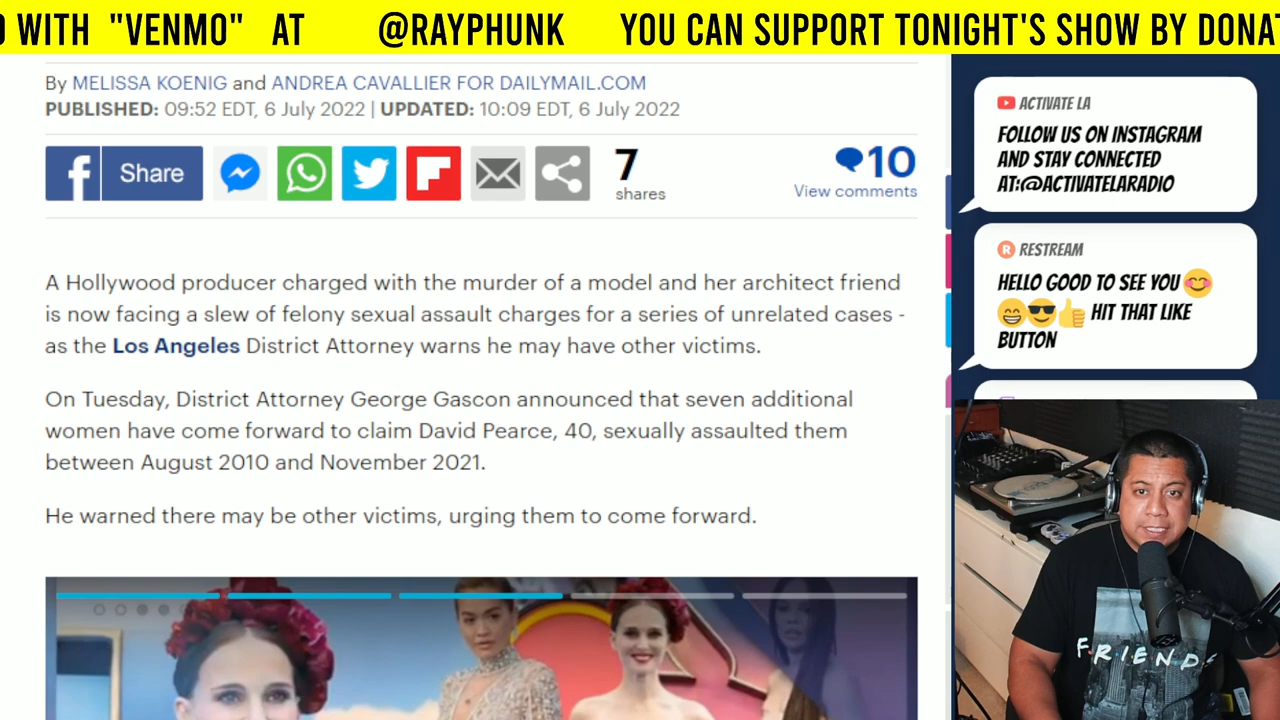 WITH "VENMO" AT @RAYPHUNK YOU CAN SUPPORT TONIGHT'S SHOW BY DONA
By MELISSA KOENIG and ANDREA CAVALLIER FOR DAILYMAIL.COM
PUBLISHED: 09:52 EDT, 6 July 2022 | UPDATED: 10:09 EDT, 6 July 2022
Share
7
shares
10
View comments
A Hollywood producer charged with the murder of a model and her architect friend
is now facing a slew of felony sexual assault charges for a series of unrelated cases -
as the Los Angeles District Attorney warns he may have other victims.
On Tuesday, District Attorney George Gascon announced that seven additional
women have come forward to claim David Pearce, 40, sexually assaulted them
between August 2010 and November 2021.
He warned there may be other victims, urging them to come forward.
ACTIVATE LA
FOLLOW US ON INSTAGRAM
AND STAY CONNECTED
AT:@ACTIVATELARADIO
RESTREAM
HELLO GOOD TO SEE YOU😊
😁😎👍 HIT THAT LIKE
BUTTON
F.R.I.E.N.D.S